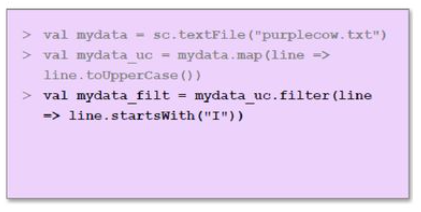 > val mydata = sc.textFile("purplecow.txt")
> val mydata_uc = mydata.map(line =>
line.toUpperCase())
> val mydata_filt = mydata_uc.filter(line
=> line.startsWith("I"))